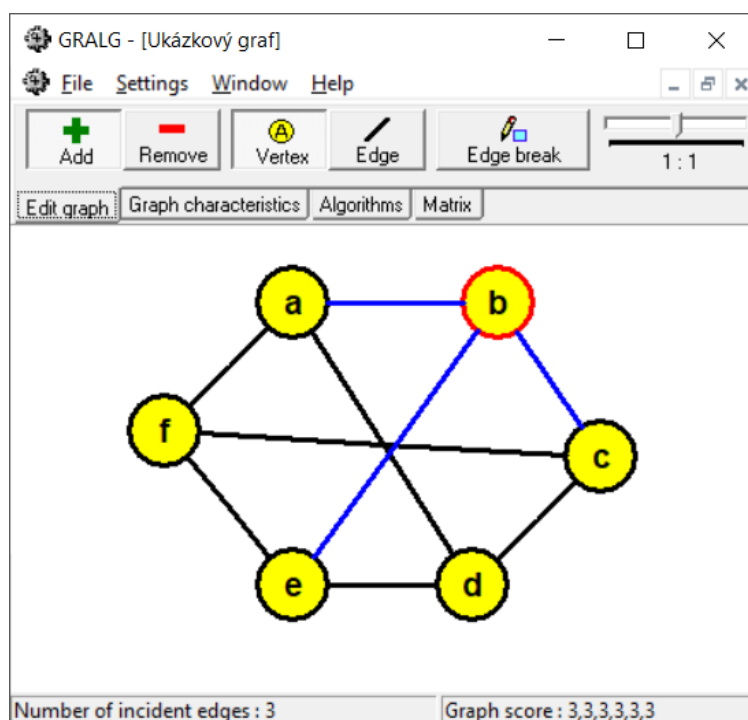 GRALG - [Ukázkový graf]
File Settings Window Help
Add Remove A Vertex Edge Edge break 1 : 1
Edit graph Graph characteristics Algorithms Matrix
a b
f c
e d
Number of incident edges : 3 Graph score : 3,3,3,3,3,3